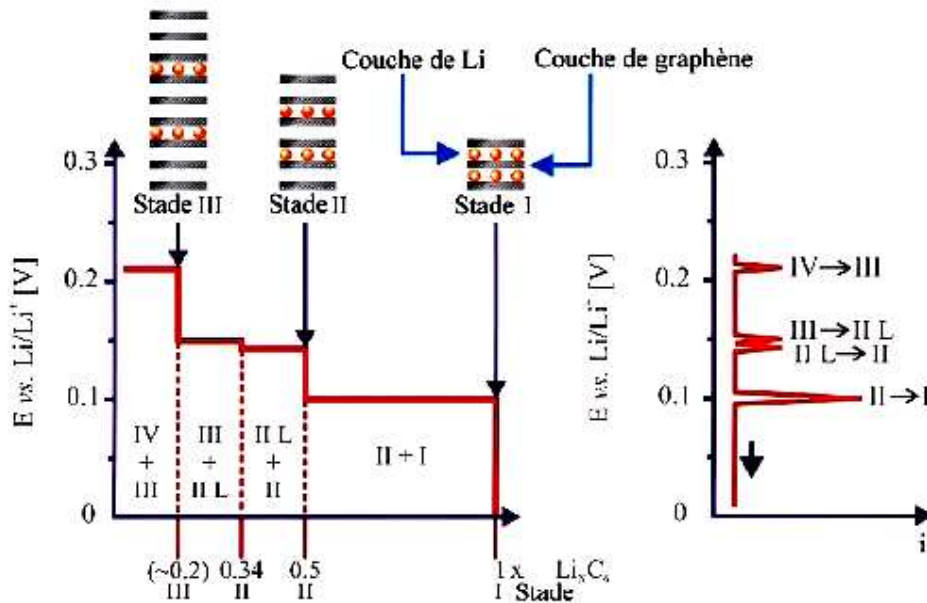 Couche de Li
Couche de graphène
Stade III
Stade II
Stade I
E vs. Li/Li⁺ [V]
0.3
0.2
0.1
0
IV
+
III
III
+
II L
II L
+
II
II + I
(~0.2) 0.34 0.5 1 x LiₓC₆
III II II I Stade
E vs. Li/Li⁺ [V]
0.3
0.2
0.1
0
IV→III
III→II L
II L→II
II→I
i